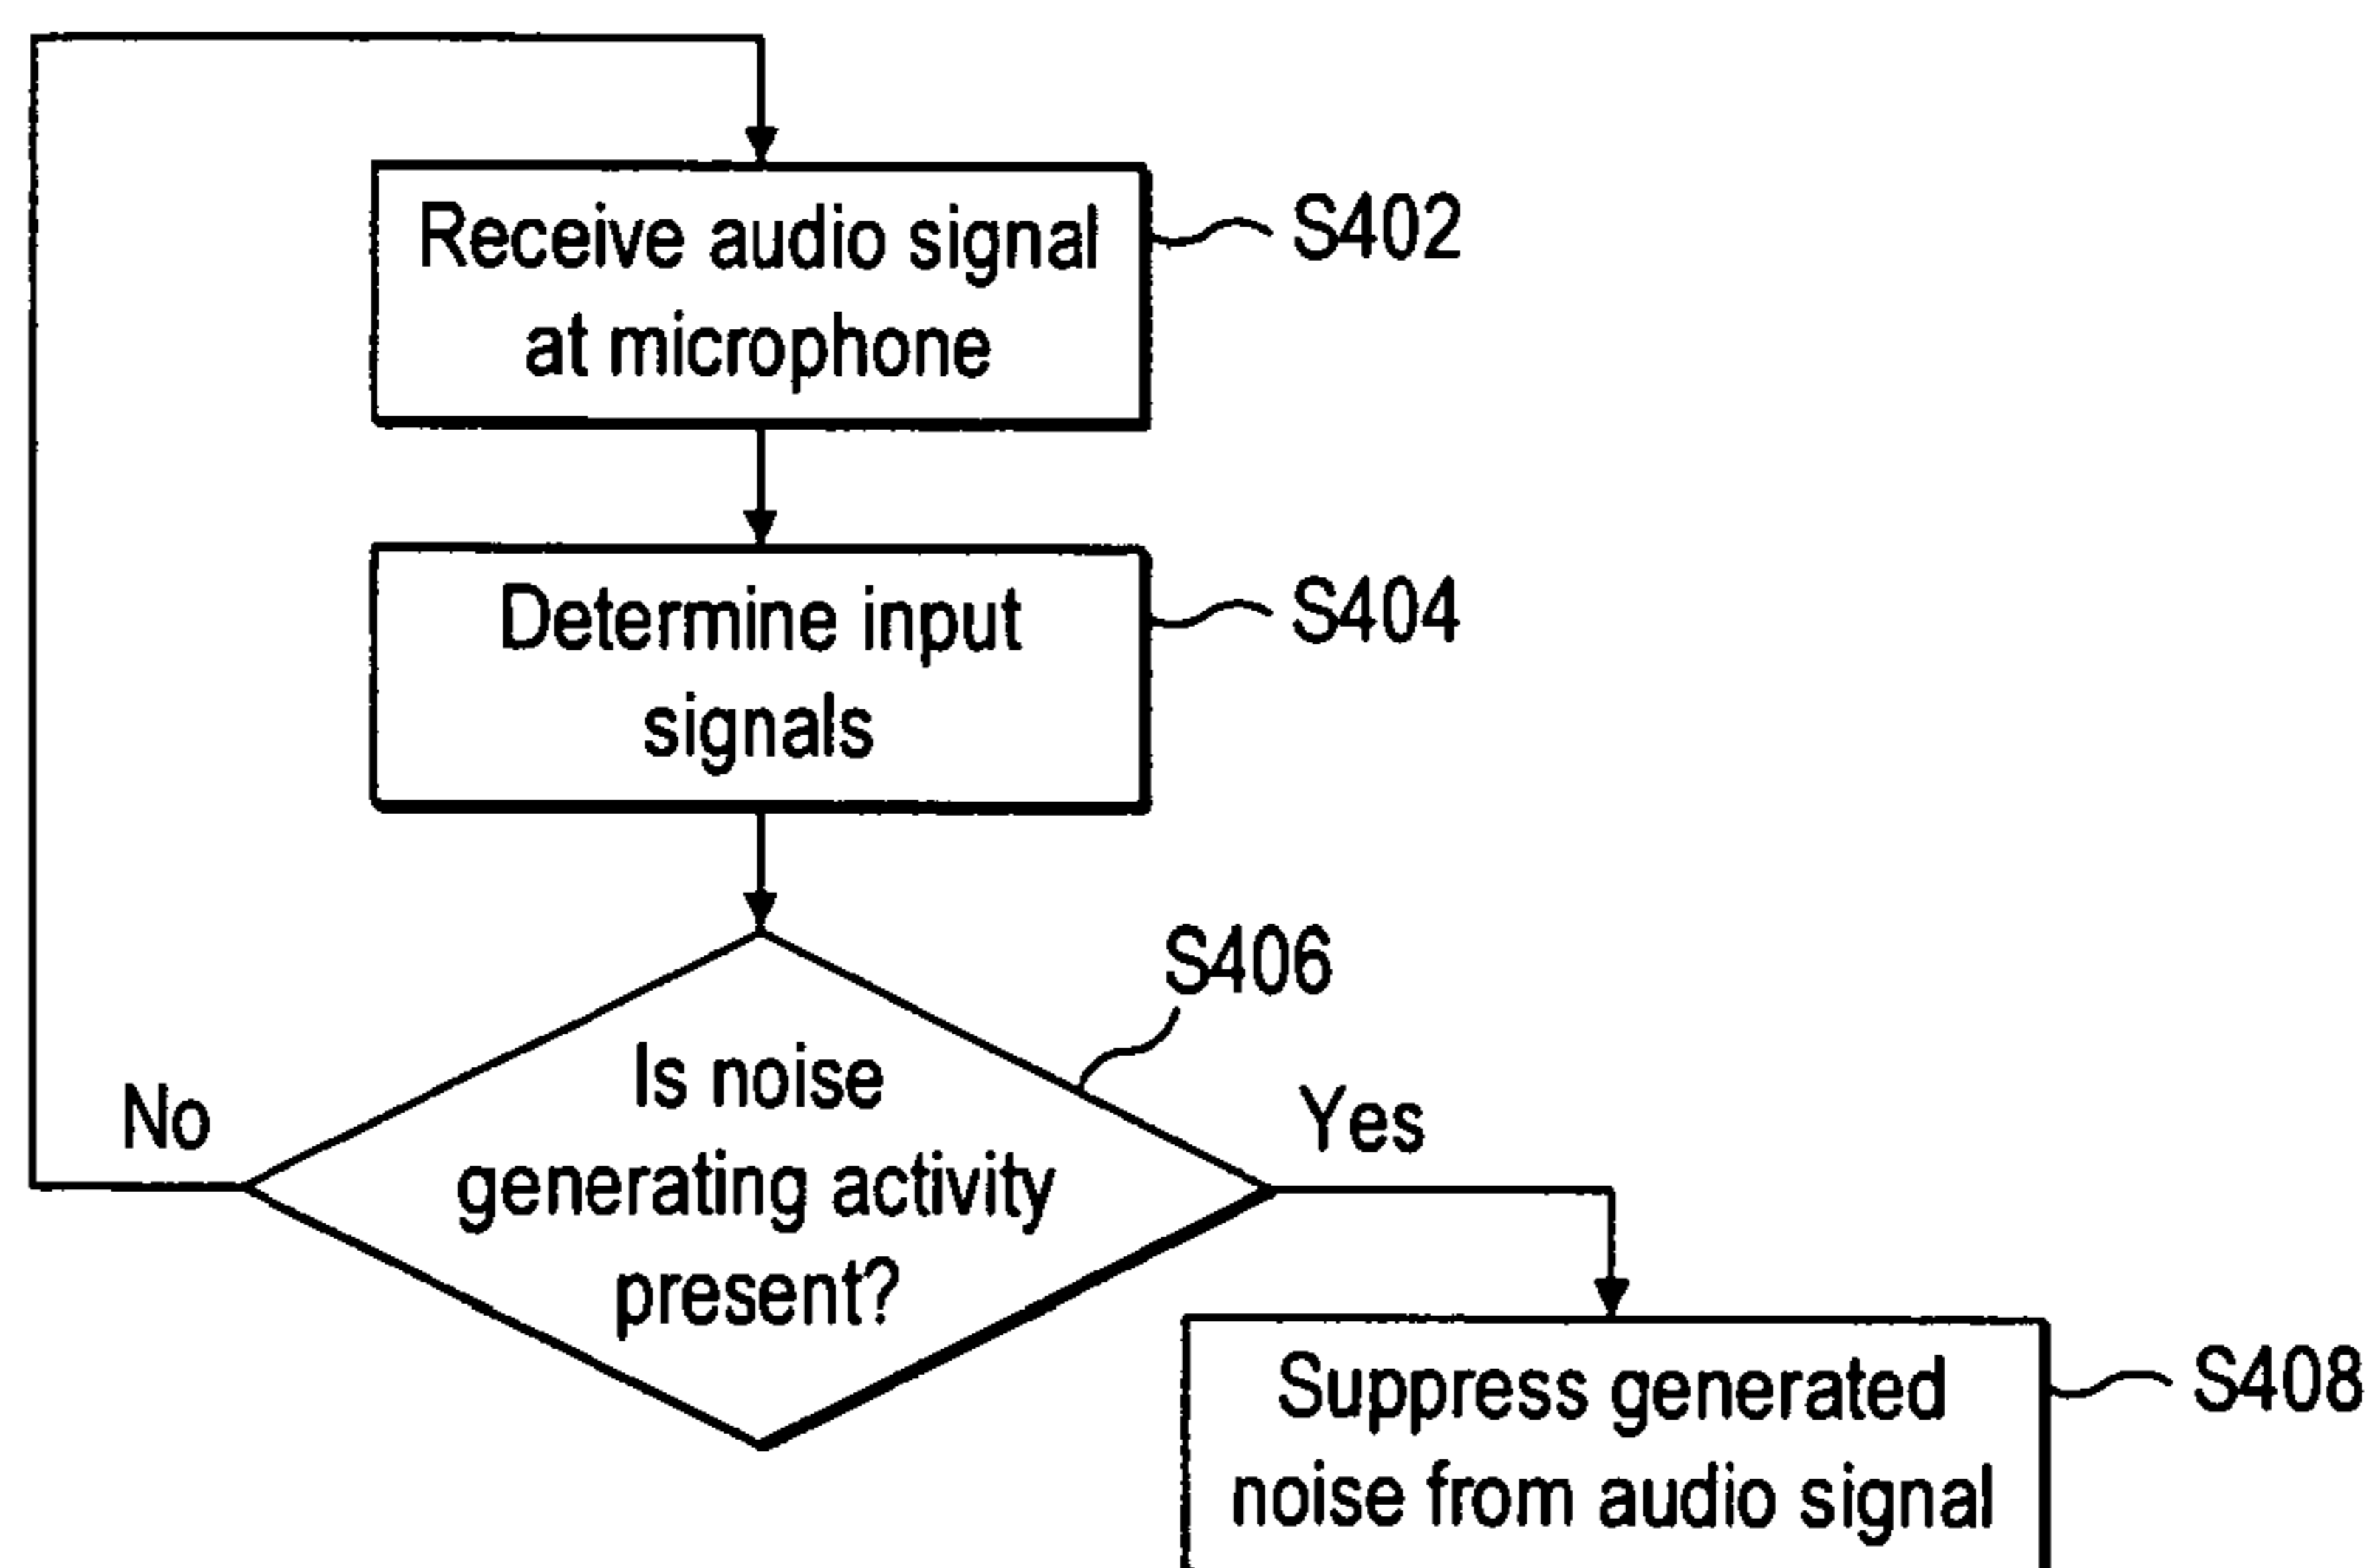 Receive audio signal
at microphone
S402
Determine input
signals
S404
S406
Is noise
generating activity
present?
No
Yes
Suppress generated
noise from audio signal
S408